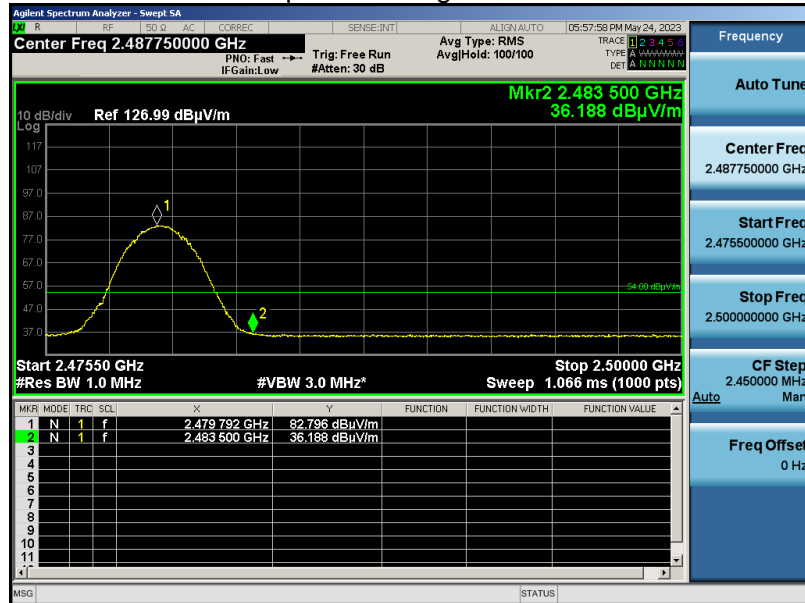 Agilent Spectrum Analyzer - Swept SA
LXI R RF 50 Ω AC CORREC SENSE:INT ALIGN AUTO 05:57:58 PM May 24, 2023
Center Freq 2.487750000 GHz
PNO: Fast
IFGain:Low
Trig: Free Run
#Atten: 30 dB
Avg Type: RMS
Avg|Hold: 100/100
TRACE 1 2 3 4 5 6
TYPE A WWWWW
DET A N N N N N
Mkr2 2.483 500 GHz
36.188 dBµV/m
10 dB/div Ref 126.99 dBµV/m
Log
117
107
97.0
87.0
77.0
67.0
57.0
47.0
37.0
1
2
54.00 dBµV/m
Start 2.47550 GHz Stop 2.50000 GHz
#Res BW 1.0 MHz #VBW 3.0 MHz* Sweep 1.066 ms (1000 pts)
MKR MODE TRC SCL X Y FUNCTION FUNCTION WIDTH FUNCTION VALUE
1 N 1 f 2.479 792 GHz 82.796 dBµV/m
2 N 1 f 2.483 500 GHz 36.188 dBµV/m
3
4
5
6
7
8
9
10
11
MSG STATUS
Frequency
Auto Tune
Center Freq
2.487750000 GHz
Start Freq
2.475500000 GHz
Stop Freq
2.500000000 GHz
CF Step
2.450000 MHz
Auto Man
Freq Offset
0 Hz